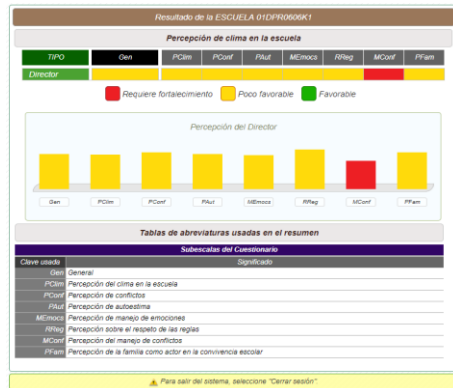 Resultado de la ESCUELA 01DPR0606K1
Percepción de clima en la escuela
TIPO Gen PClim PConf PAut MEmocs RReg MConf PFam
Director
Requiere fortalecimiento Poco favorable Favorable
Percepción del Director
Gen PClim PConf PAut MEmocs RReg MConf PFam
Tablas de abreviaturas usadas en el resumen
Subescalas del Cuestionario
Clave usada Significado
Gen General
PClim Percepción del clima en la escuela
PConf Percepción de conflictos
PAut Percepción de autoestima
MEmocs Percepción de manejo de emociones
RReg Percepción sobre el respeto de las reglas
MConf Percepción del manejo de conflictos
PFam Percepción de la familia como actor en la convivencia escolar
Para salir del sistema, seleccione "Cerrar sesión".